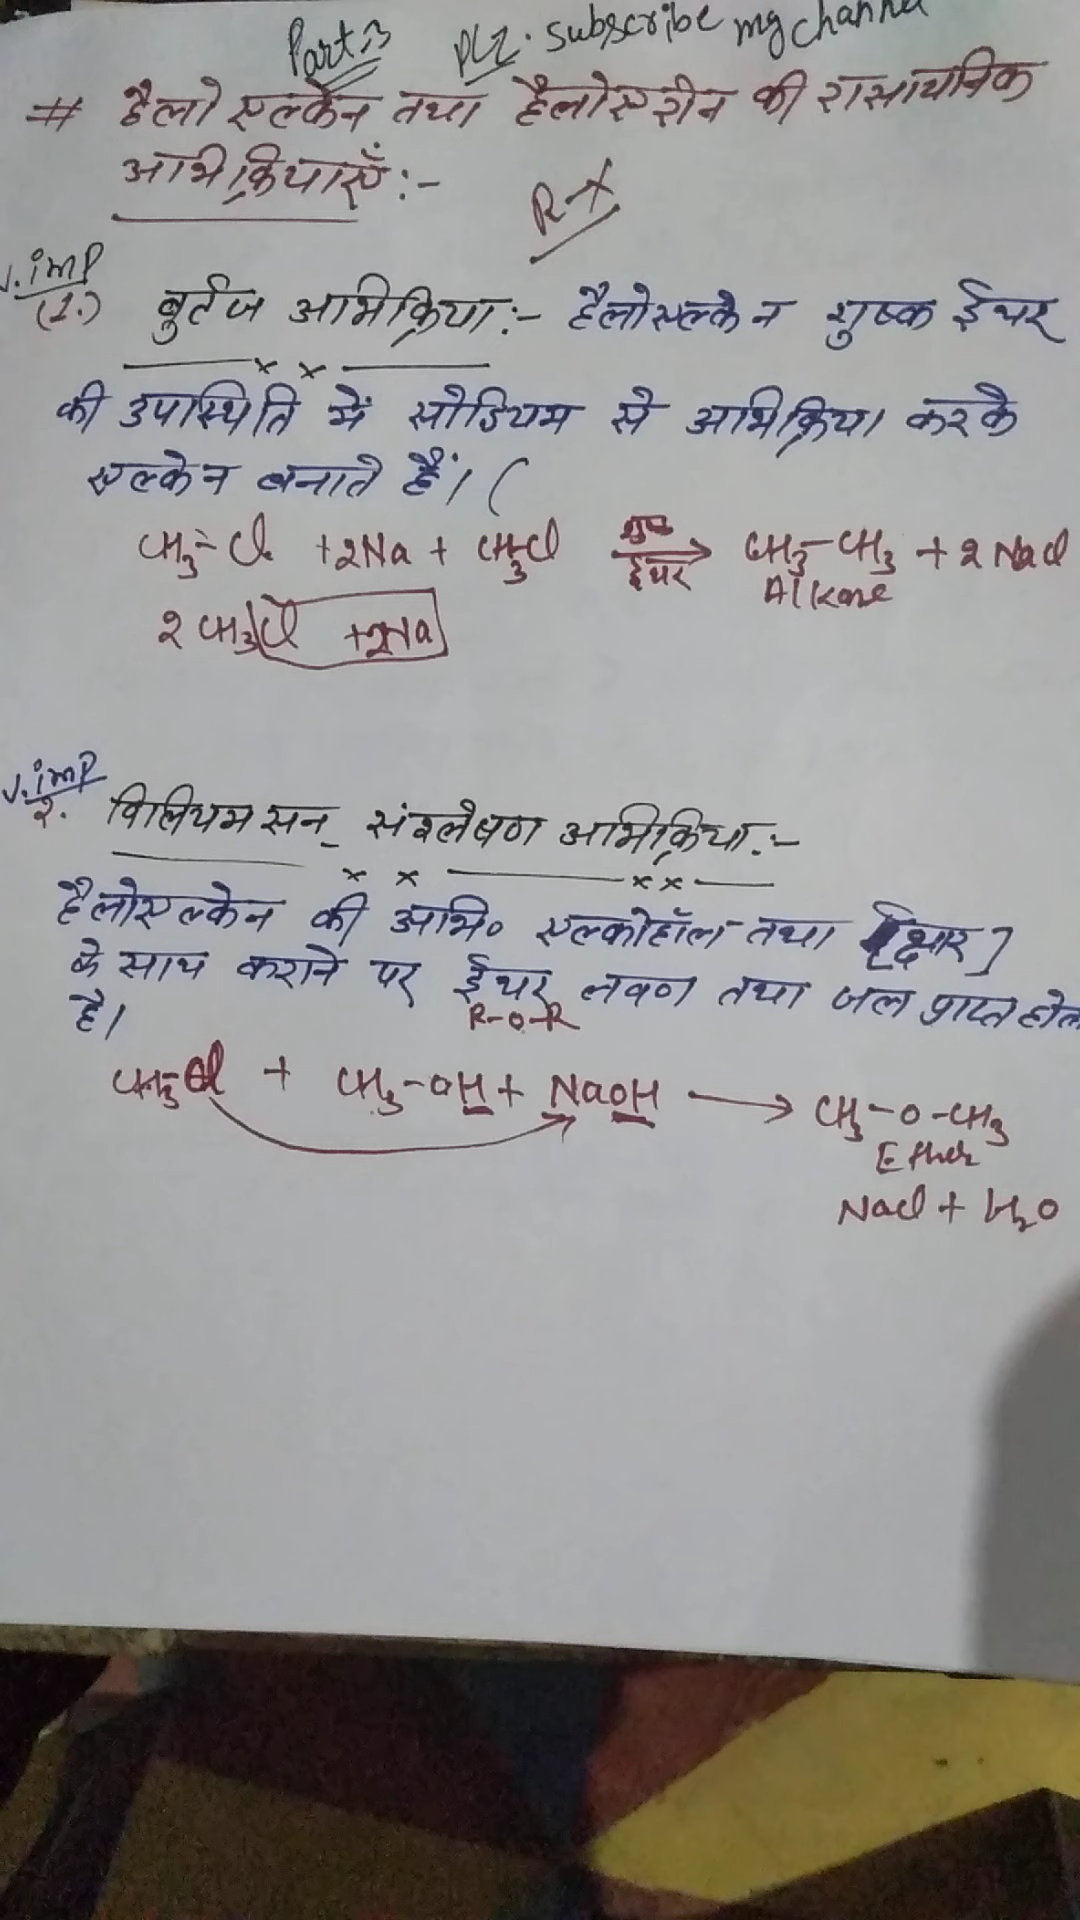 Part:3 PLZ. subscribe my channel
# हैलोएल्केन तथा हैलोएरीन की रासायनिक
अभिक्रियाएँ:-
R-X
V.imp
(1.) वुर्टज अभिक्रिया:- हैलोएल्केन शुष्क ईथर
की उपस्थिति में सोडियम से अभिक्रिया करके
एल्केन बनाते हैं। (
CH3-Cl + 2Na + CH3Cl शुष्क ईथर → CH3-CH3 + 2NaCl
Alkane
2CH3Cl + 2Na
V.imp
2. विलियमसन संश्लेषण अभिक्रिया:-
हैलोएल्केन की अभि० एल्कोहॉल तथा [क्षार]
के साथ कराने पर ईथर लवण तथा जल प्राप्त होता
R-O-R
है।
CH3-Cl + CH3-OH + NaOH → CH3-O-CH3
Ether
NaCl + H2O